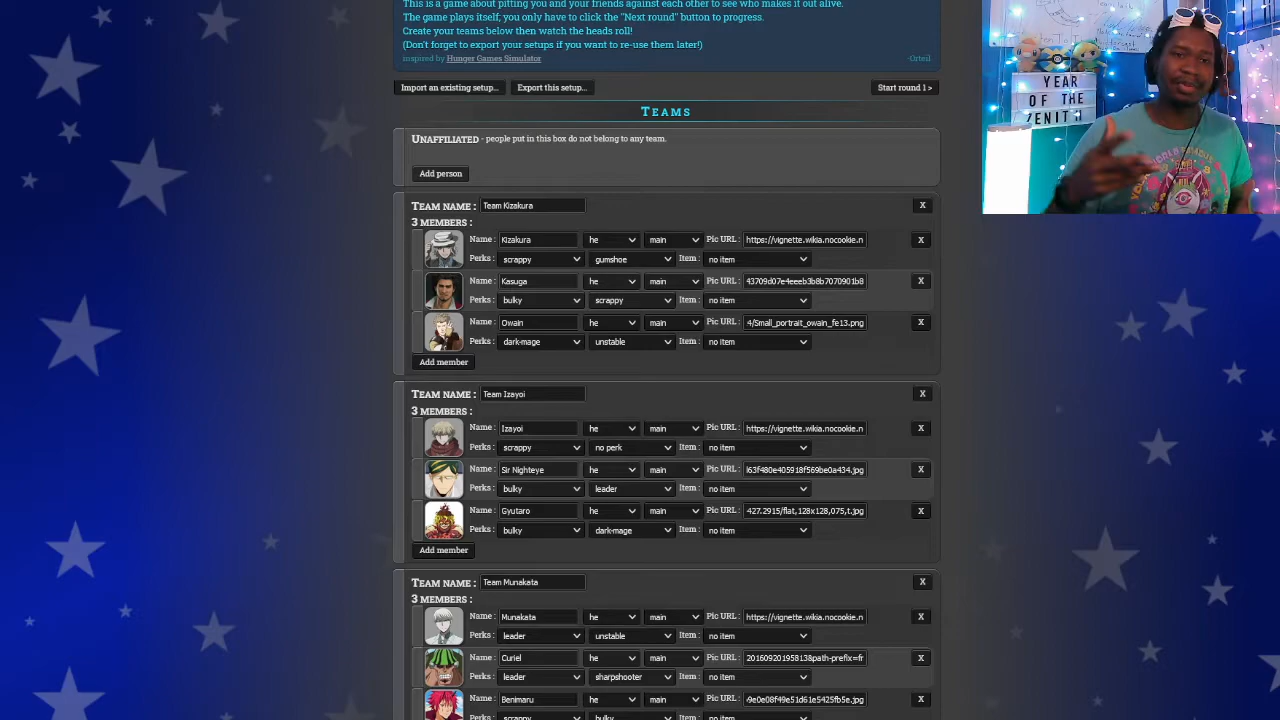 This is a game about pitting you and your friends against each other to see who makes it out alive.
The game plays itself, you only have to click the "Next round" button to progress.
Create your teams below then watch the heads roll!
(Don't forget to export your setups if you want to re-use them later!)
inspired by Hunger Games Simulator
-Orteil
Import an existing setup...
Export this setup...
Start round 1 >
TEAMS
UNAFFILIATED - people put in this box do not belong to any team.
Add person
TEAM NAME : Team Kizakura X
3 MEMBERS :
Name : Kizakura he main Pic URL : https://vignette.wikia.nocookie.n X
Perks : scrappy gumshoe Item : no item
Name : Kasuga he main Pic URL : 43709d07e4eeeb3b8b7070901b8 X
Perks : bulky scrappy Item : no item
Name : Owain he main Pic URL : 4/Small_portrait_owain_fe13.png X
Perks : dark-mage unstable Item : no item
Add member
TEAM NAME : Team Izayoi X
3 MEMBERS :
Name : Izayoi he main Pic URL : https://vignette.wikia.nocookie.n X
Perks : scrappy no perk Item : no item
Name : Sir Nighteye he main Pic URL : l63f480e405918f569be0a434.jpg X
Perks : bulky leader Item : no item
Name : Gyutaro he main Pic URL : 427.2915/flat,128x128,075,t.jpg X
Perks : bulky dark-mage Item : no item
Add member
TEAM NAME : Team Munakata X
3 MEMBERS :
Name : Munakata he main Pic URL : https://vignette.wikia.nocookie.n X
Perks : leader unstable Item : no item
Name : Curiel he main Pic URL : 20160920195813&path-prefix=fr X
Perks : leader sharpshooter Item : no item
Name : Benimaru he main Pic URL : 9e0e08f49e51d61e5425fb5e.jpg X
Perks : scrappy bulky Item : no item
YEAR
OF THE
ZENITH